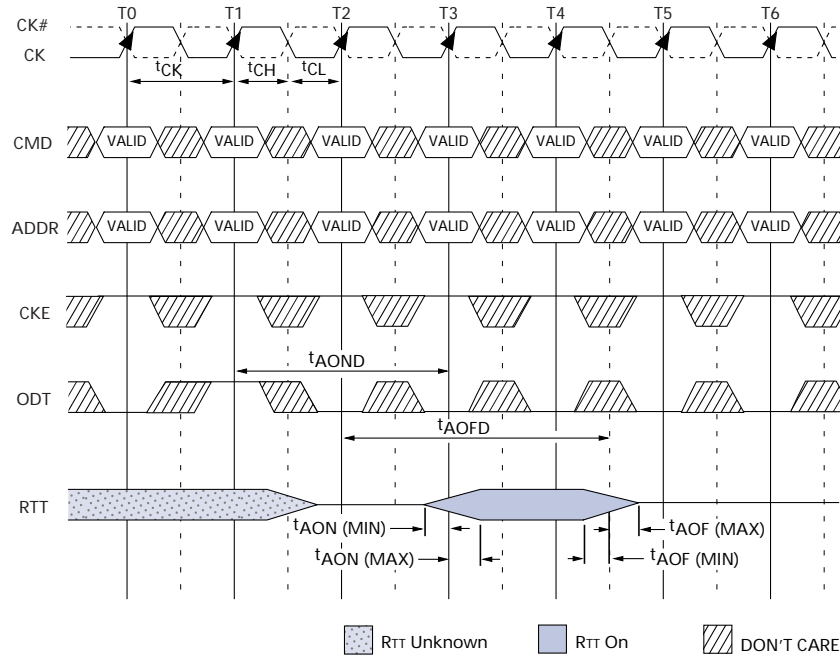 T0 T1 T2 T3 T4 T5 T6
CK#
CK
tCK tCH tCL
CMD VALID VALID VALID VALID VALID VALID VALID
ADDR VALID VALID VALID VALID VALID VALID VALID
CKE
tAOND
ODT
tAOFD
RTT
tAON (MIN) tAOF (MAX)
tAON (MAX) tAOF (MIN)
RTT Unknown RTT On DON'T CARE